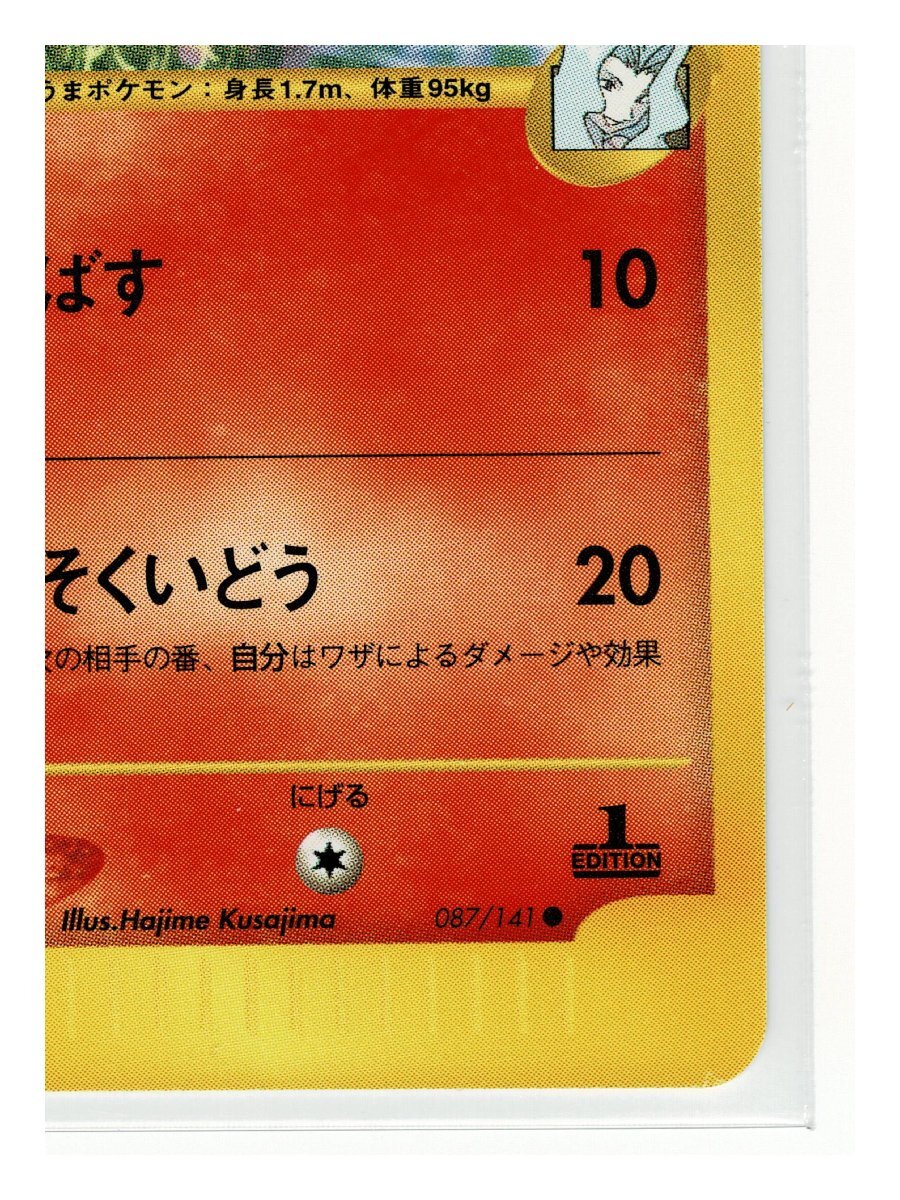 うまポケモン：身長1.7m、体重95kg
ばす 10
そくいどう 20
の相手の番、自分はワザによるダメージや効果
にげる
1
EDITION
Illus.Hajime Kusajima 087/141●